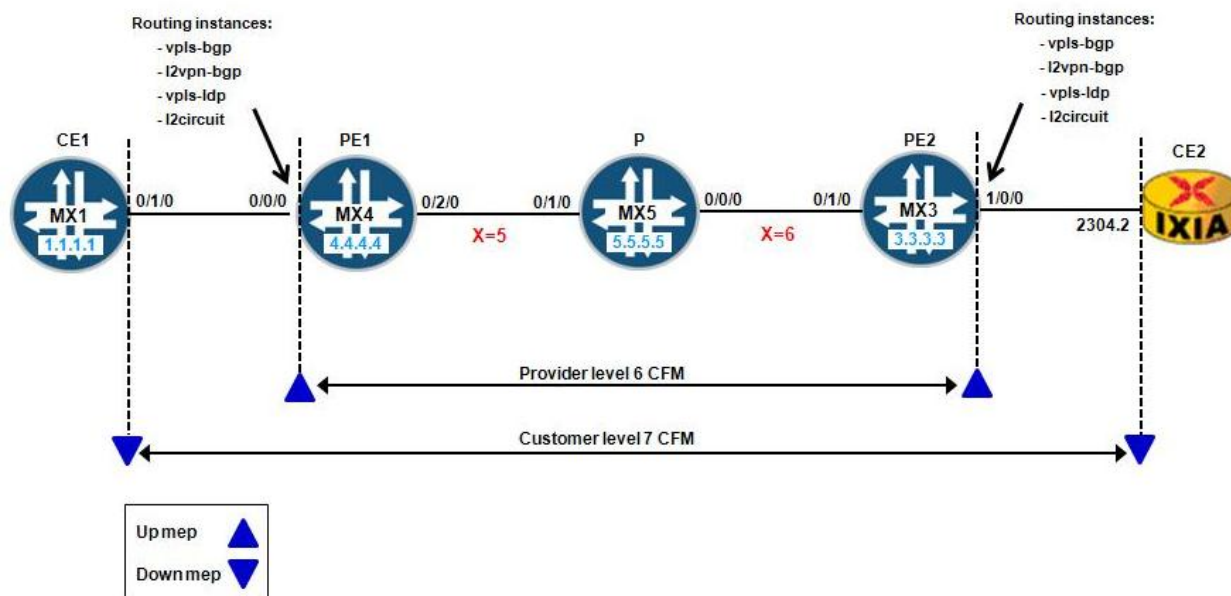 Routing instances:
- vpls-bgp
- l2vpn-bgp
- vpls-ldp
- l2circuit
Routing instances:
- vpls-bgp
- l2vpn-bgp
- vpls-ldp
- l2circuit
CE1
PE1
P
PE2
CE2
MX1
1.1.1.1
0/1/0
0/0/0
MX4
4.4.4.4
0/2/0
X=5
0/1/0
MX5
5.5.5.5
0/0/0
X=6
0/1/0
MX3
3.3.3.3
1/0/0
2304.2
IXIA
Provider level 6 CFM
Customer level 7 CFM
Up mep
Down mep